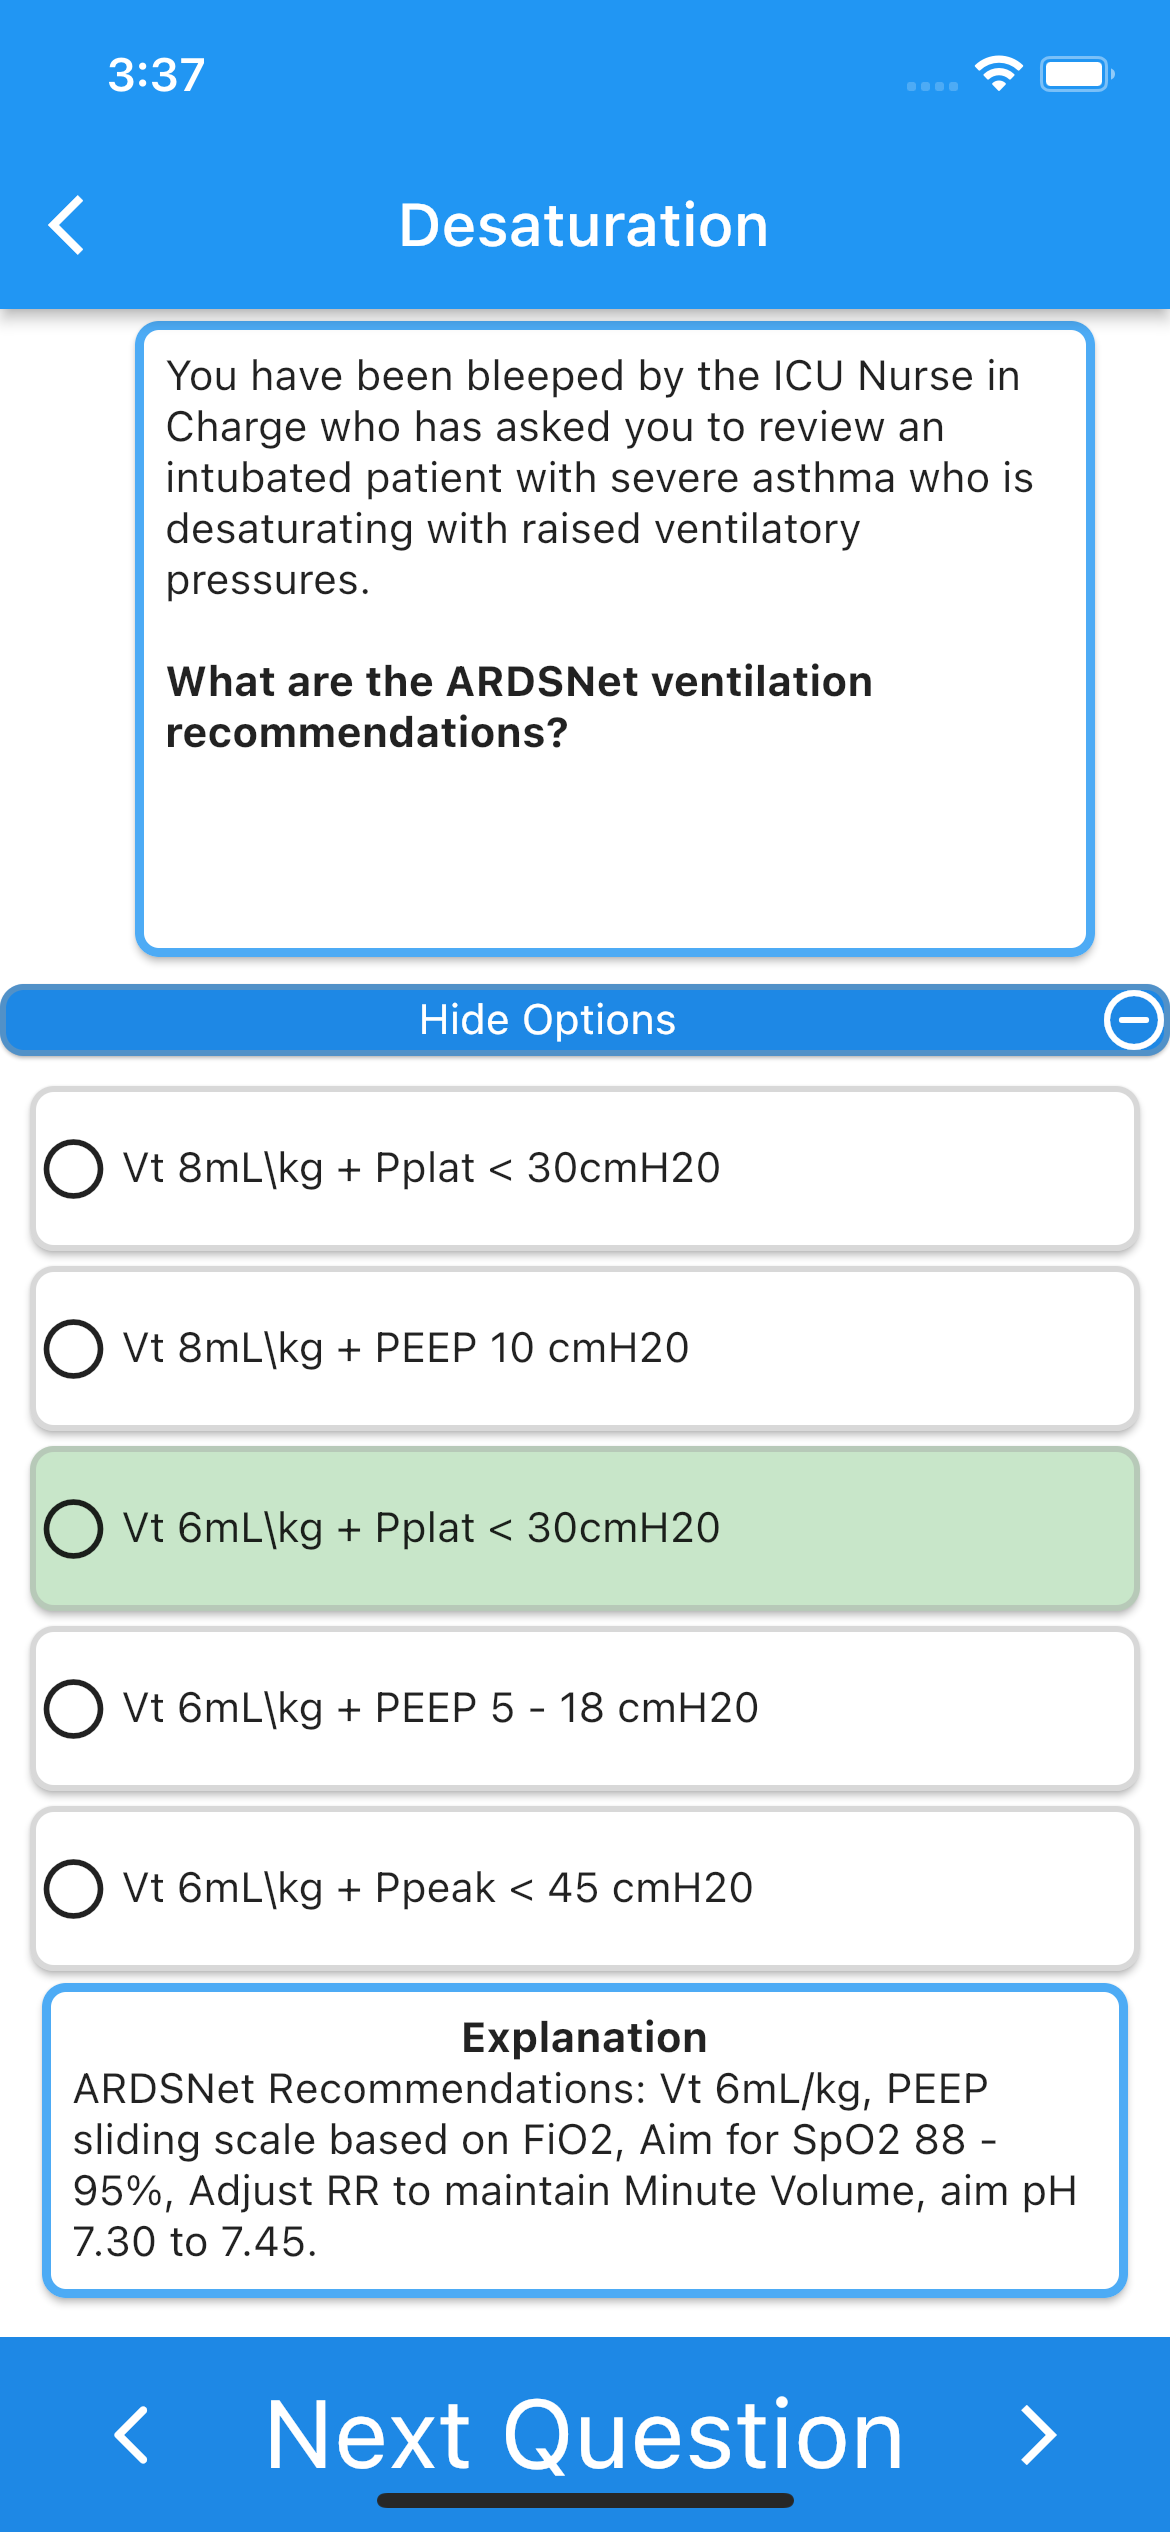 3:37
Desaturation
You have been bleeped by the ICU Nurse in
Charge who has asked you to review an
intubated patient with severe asthma who is
desaturating with raised ventilatory
pressures.
What are the ARDSNet ventilation
recommendations?
Hide Options
Vt 8mL\kg + Pplat < 30cmH20
Vt 8mL\kg + PEEP 10 cmH20
Vt 6mL\kg + Pplat < 30cmH20
Vt 6mL\kg + PEEP 5 - 18 cmH20
Vt 6mL\kg + Ppeak < 45 cmH20
Explanation
ARDSNet Recommendations: Vt 6mL/kg, PEEP
sliding scale based on FiO2, Aim for SpO2 88 -
95%, Adjust RR to maintain Minute Volume, aim pH
7.30 to 7.45.
Next Question